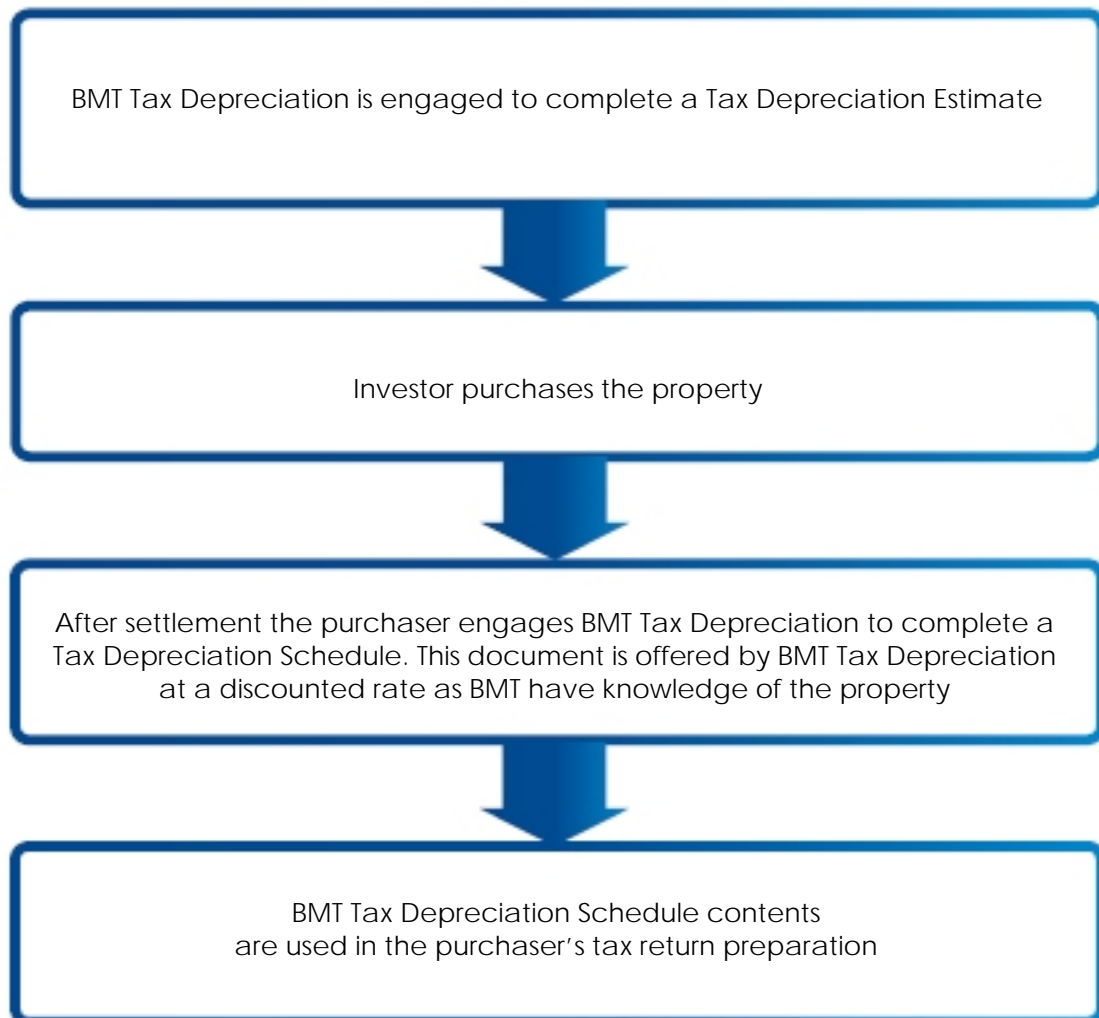 BMT Tax Depreciation is engaged to complete a Tax Depreciation Estimate
Investor purchases the property
After settlement the purchaser engages BMT Tax Depreciation to complete a
Tax Depreciation Schedule. This document is offered by BMT Tax Depreciation
at a discounted rate as BMT have knowledge of the property
BMT Tax Depreciation Schedule contents
are used in the purchaser’s tax return preparation